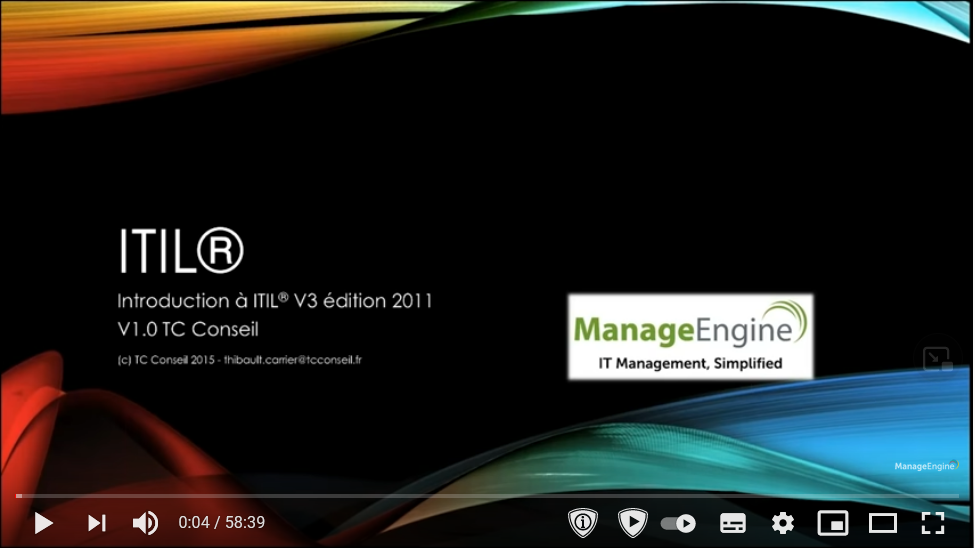 ITIL®
Introduction à ITIL® V3 édition 2011
V1.0 TC Conseil
(c) TC Conseil 2015 - thibault.carrier@tcconseil.fr
ManageEngine
IT Management, Simplified
ManageEngine
0:04 / 58:39